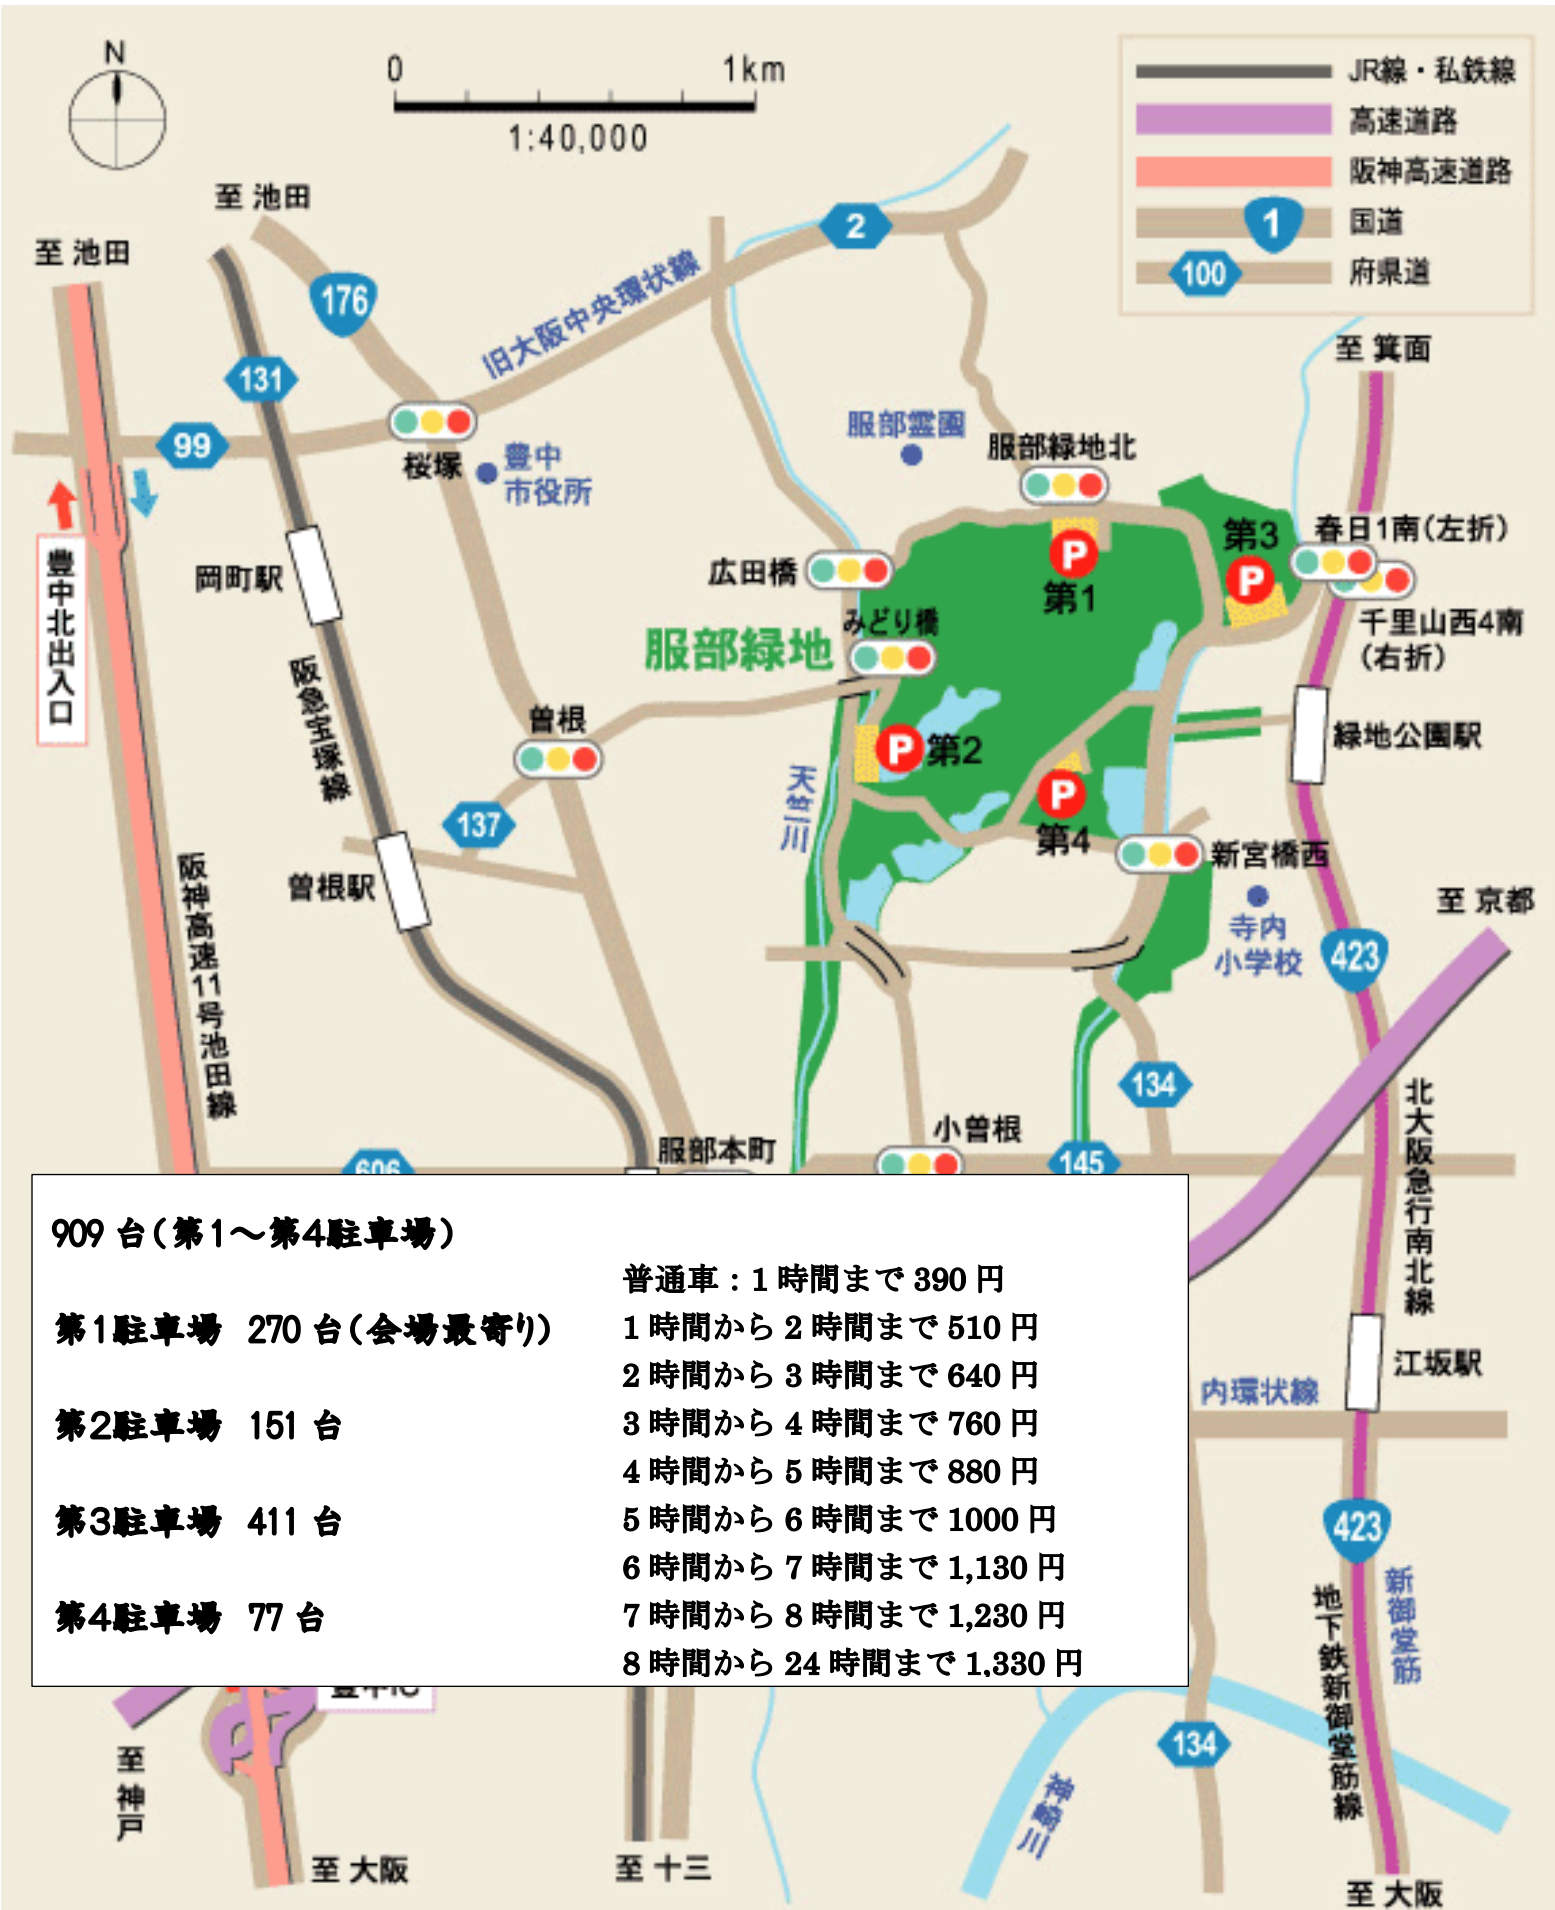 N
0 1km
1:40,000
JR線・私鉄線
高速道路
阪神高速道路
1 国道
100 府県道
至 池田
至 池田
176
2
旧大阪中央環状線
131
99
桜塚
豊中
市役所
至 箕面
服部霊園
服部緑地北
春日1南(左折)
第3
P
P
第1
千里山西4南
(右折)
豊中北出入口
岡町駅
広田橋
みどり橋
服部緑地
阪急宝塚線
曽根
P 第2
緑地公園駅
天竺川
137
P
第4
新宮橋西
曽根駅
寺内
小学校
423
至 京都
阪神高速11号池田線
134
北大阪急行南北線
小曽根
服部本町
606
145
909 台(第1～第4駐車場)
第1駐車場 270 台(会場最寄り)
第2駐車場 151 台
第3駐車場 411 台
第4駐車場 77 台
普通車：1 時間まで 390 円
1 時間から 2 時間まで 510 円
2 時間から 3 時間まで 640 円
3 時間から 4 時間まで 760 円
4 時間から 5 時間まで 880 円
5 時間から 6 時間まで 1000 円
6 時間から 7 時間まで 1,130 円
7 時間から 8 時間まで 1,230 円
8 時間から 24 時間まで 1,330 円
江坂駅
内環状線
423
新御堂筋
地下鉄新御堂筋線
豊中IC
134
至 神戸
神崎川
至 大阪
至 十三
至 大阪